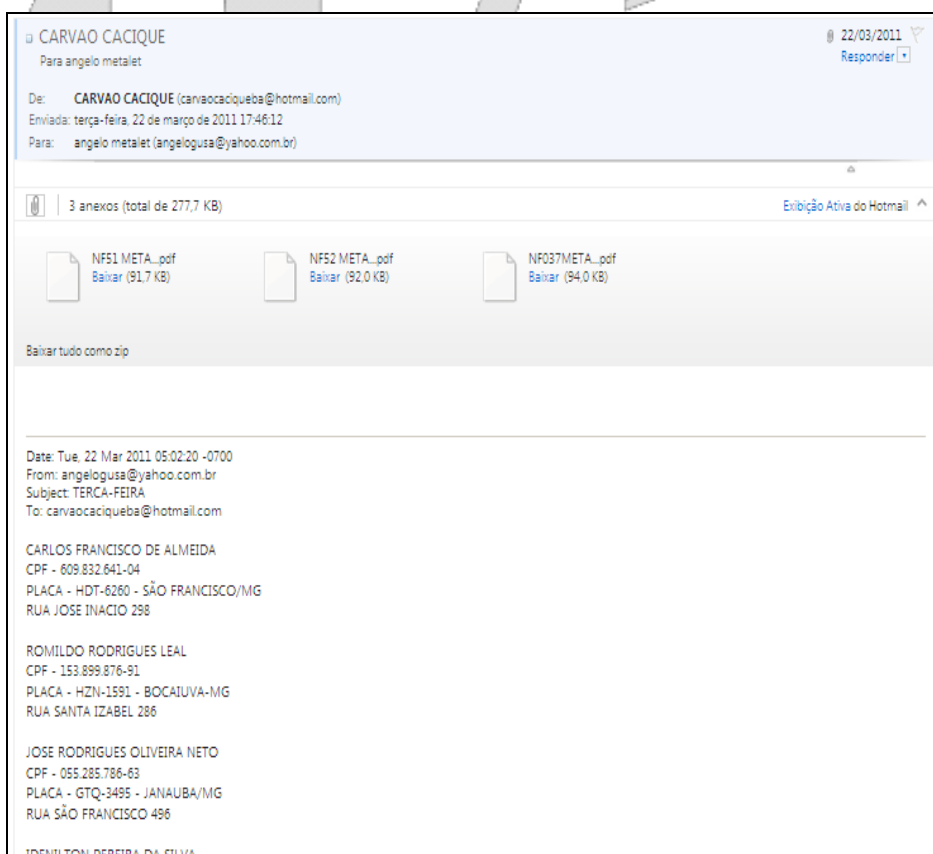 CARVAO CACIQUE
22/03/2011
Para angelo metalet
Responder
De: CARVAO CACIQUE (carvaocaciqueba@hotmail.com)
Enviada: terça-feira, 22 de março de 2011 17:46:12
Para: angelo metalet (angelogusa@yahoo.com.br)
3 anexos (total de 277,7 KB)
Exibição Ativa do Hotmail
NF51 META...pdf
Baixar (91,7 KB)
NF52 META...pdf
Baixar (92,0 KB)
NF037META...pdf
Baixar (94,0 KB)
Baixar tudo como zip
Date: Tue, 22 Mar 2011 05:02:20 -0700
From: angelogusa@yahoo.com.br
Subject: TERCA-FEIRA
To: carvaocaciqueba@hotmail.com
CARLOS FRANCISCO DE ALMEIDA
CPF - 609.832.641-04
PLACA - HDT-6260 - SÃO FRANCISCO/MG
RUA JOSE INACIO 298
ROMILDO RODRIGUES LEAL
CPF - 153.899.876-91
PLACA - HZN-1591 - BOCAIUVA-MG
RUA SANTA IZABEL 286
JOSE RODRIGUES OLIVEIRA NETO
CPF - 055.285.786-63
PLACA - GTQ-3495 - JANAUBA/MG
RUA SÃO FRANCISCO 496
IDENILTON PEREIRA DA SILVA